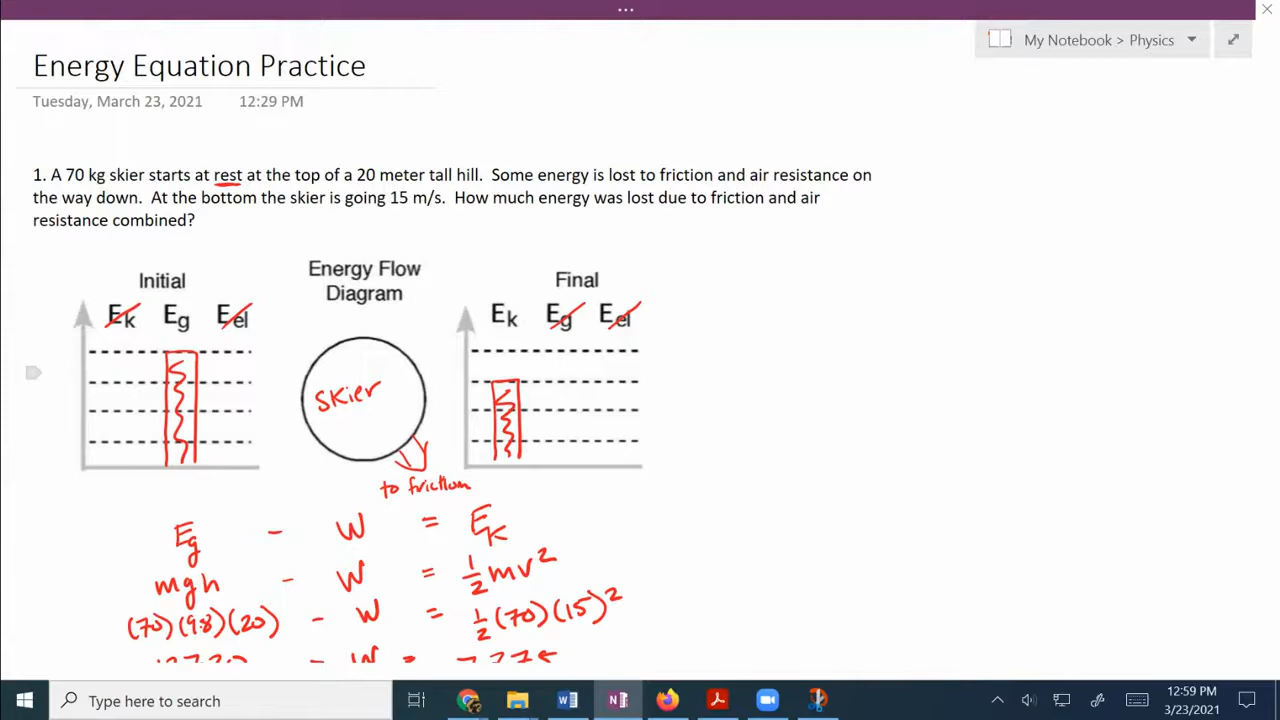 ...
My Notebook > Physics
Energy Equation Practice
Tuesday, March 23, 2021 12:29 PM
1. A 70 kg skier starts at rest at the top of a 20 meter tall hill. Some energy is lost to friction and air resistance on
the way down. At the bottom the skier is going 15 m/s. How much energy was lost due to friction and air
resistance combined?
Initial
Energy Flow
Diagram
Final
Ek Eg Eel
Ek Eg Eel
Skier
to friction
Eg - W = Ek
mgh - W = ½mv²
(70)(9.8)(20) - W = ½(70)(15)²
- W =
Type here to search
12:59 PM
3/23/2021